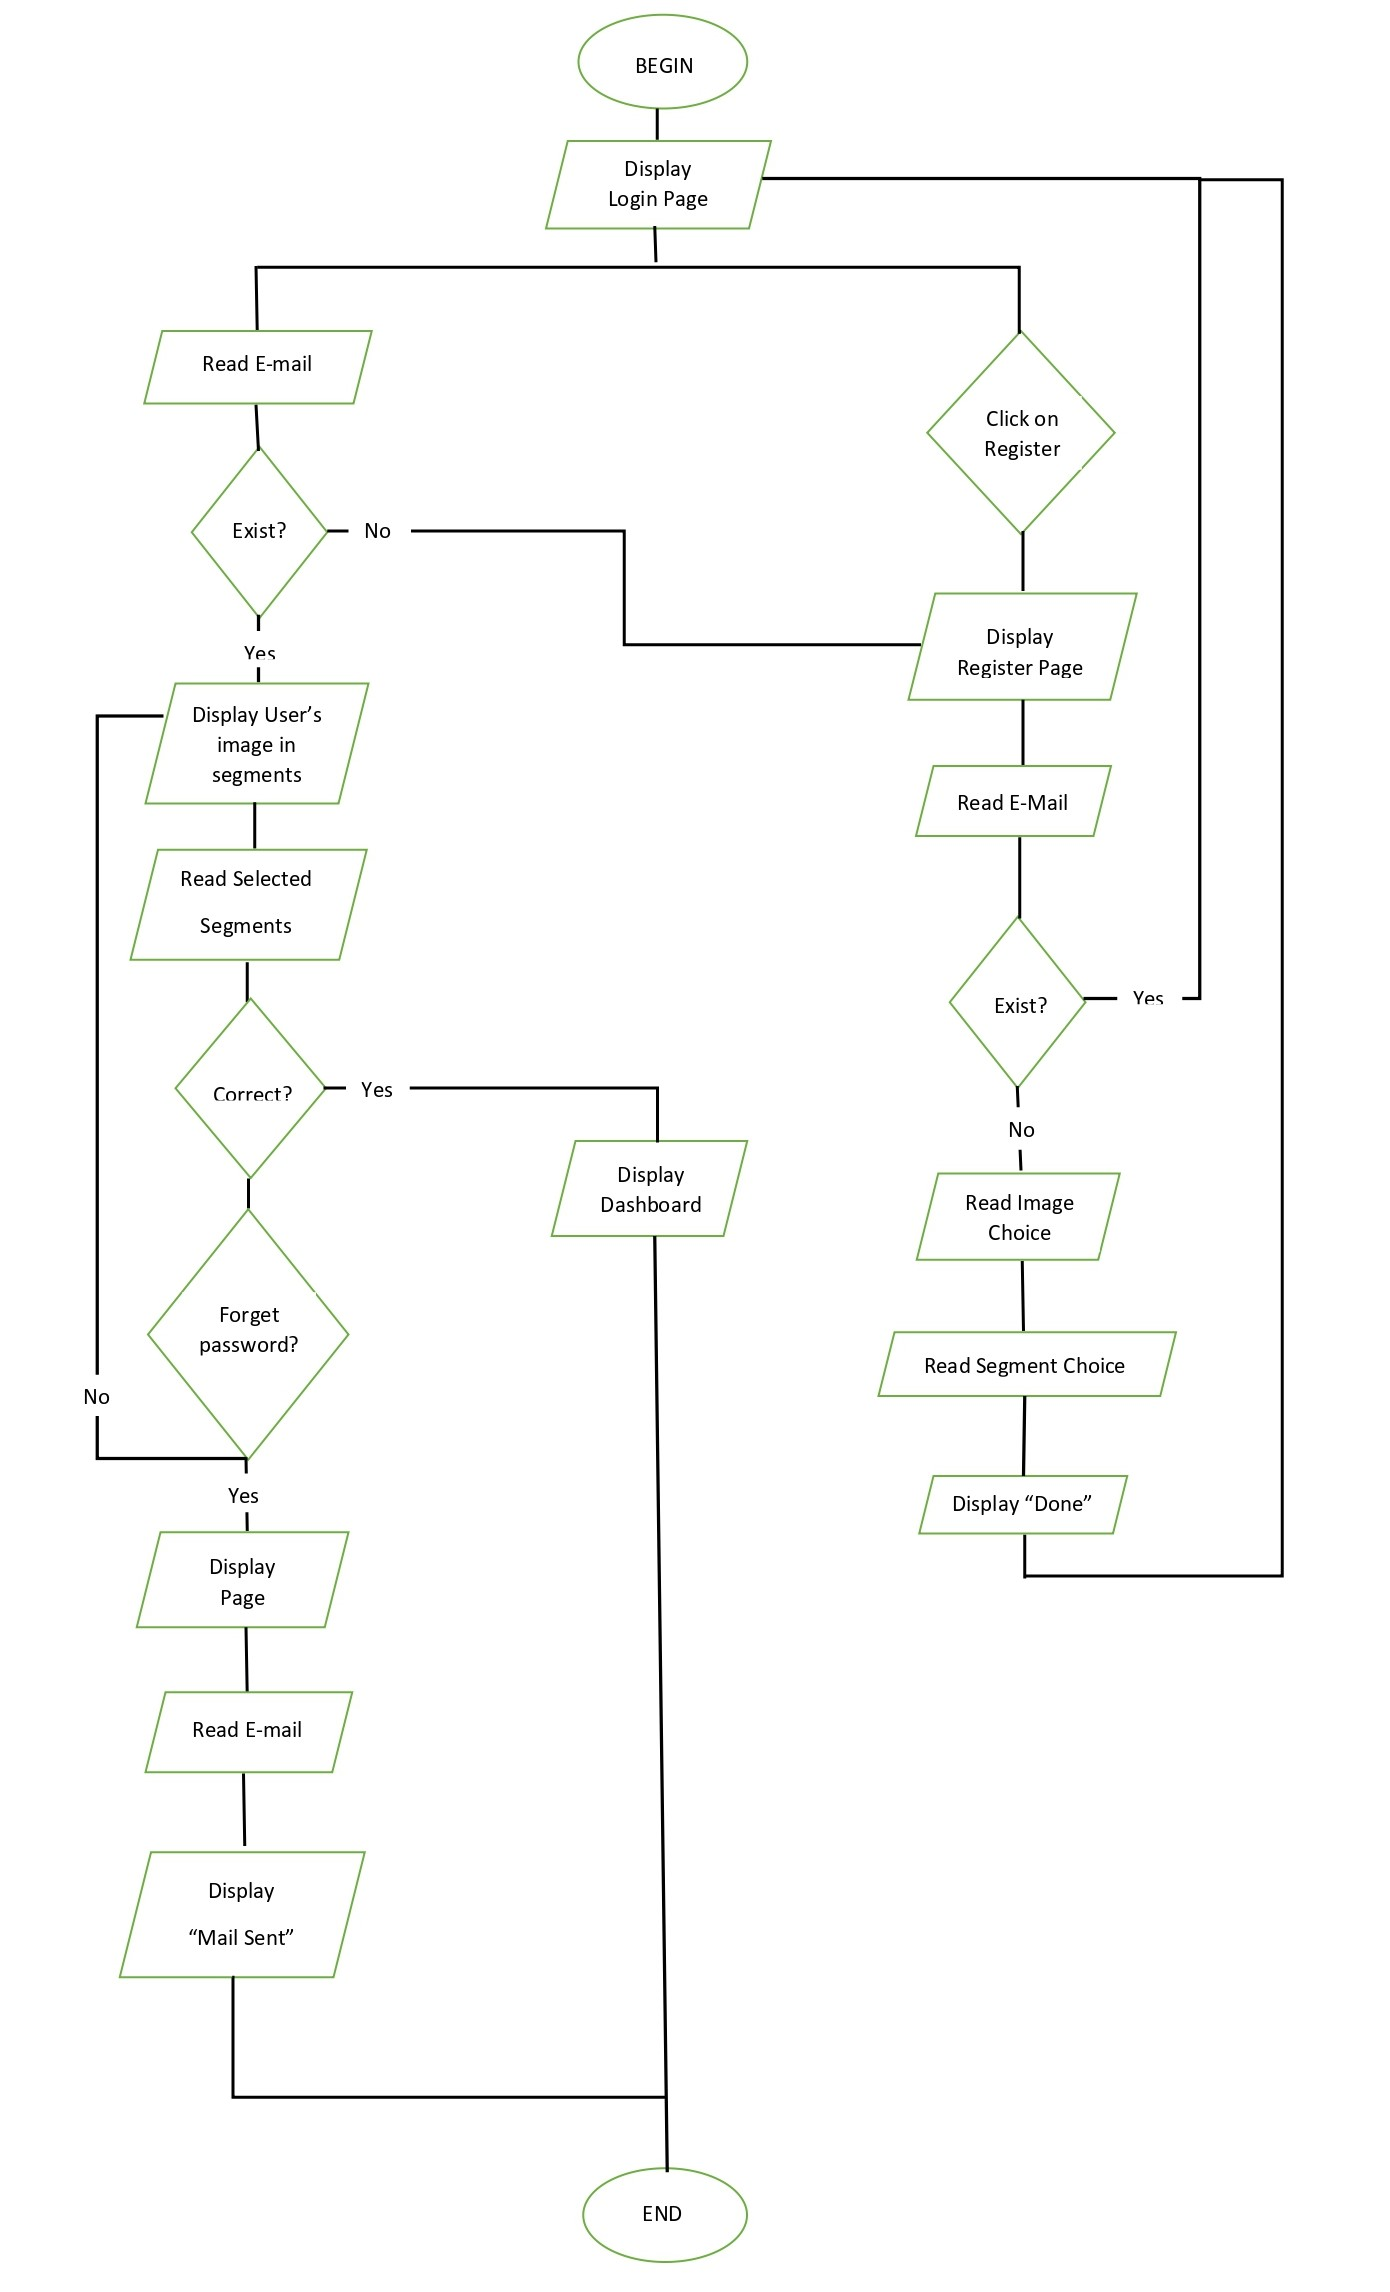 BEGIN
Display
Login Page
Read E-mail
Click on
Register
Exist?
No
Yes
Display
Register Page
Display User’s
image in
segments
Read E-Mail
Read Selected
Segments
Exist?
Yes
Correct?
Yes
No
Display
Dashboard
Read Image
Choice
Forget
password?
Read Segment Choice
No
Yes
Display “Done”
Display
Page
Read E-mail
Display
“Mail Sent”
END